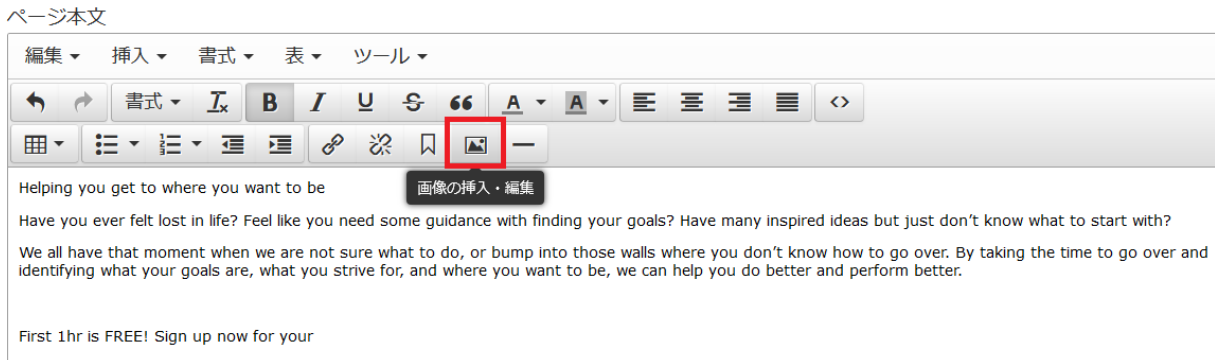 ページ本文
編集 挿入 書式 表 ツール
書式
画像の挿入・編集
Helping you get to where you want to be
Have you ever felt lost in life? Feel like you need some guidance with finding your goals? Have many inspired ideas but just don’t know what to start with?
We all have that moment when we are not sure what to do, or bump into those walls where you don’t know how to go over. By taking the time to go over and
identifying what your goals are, what you strive for, and where you want to be, we can help you do better and perform better.
First 1hr is FREE! Sign up now for your